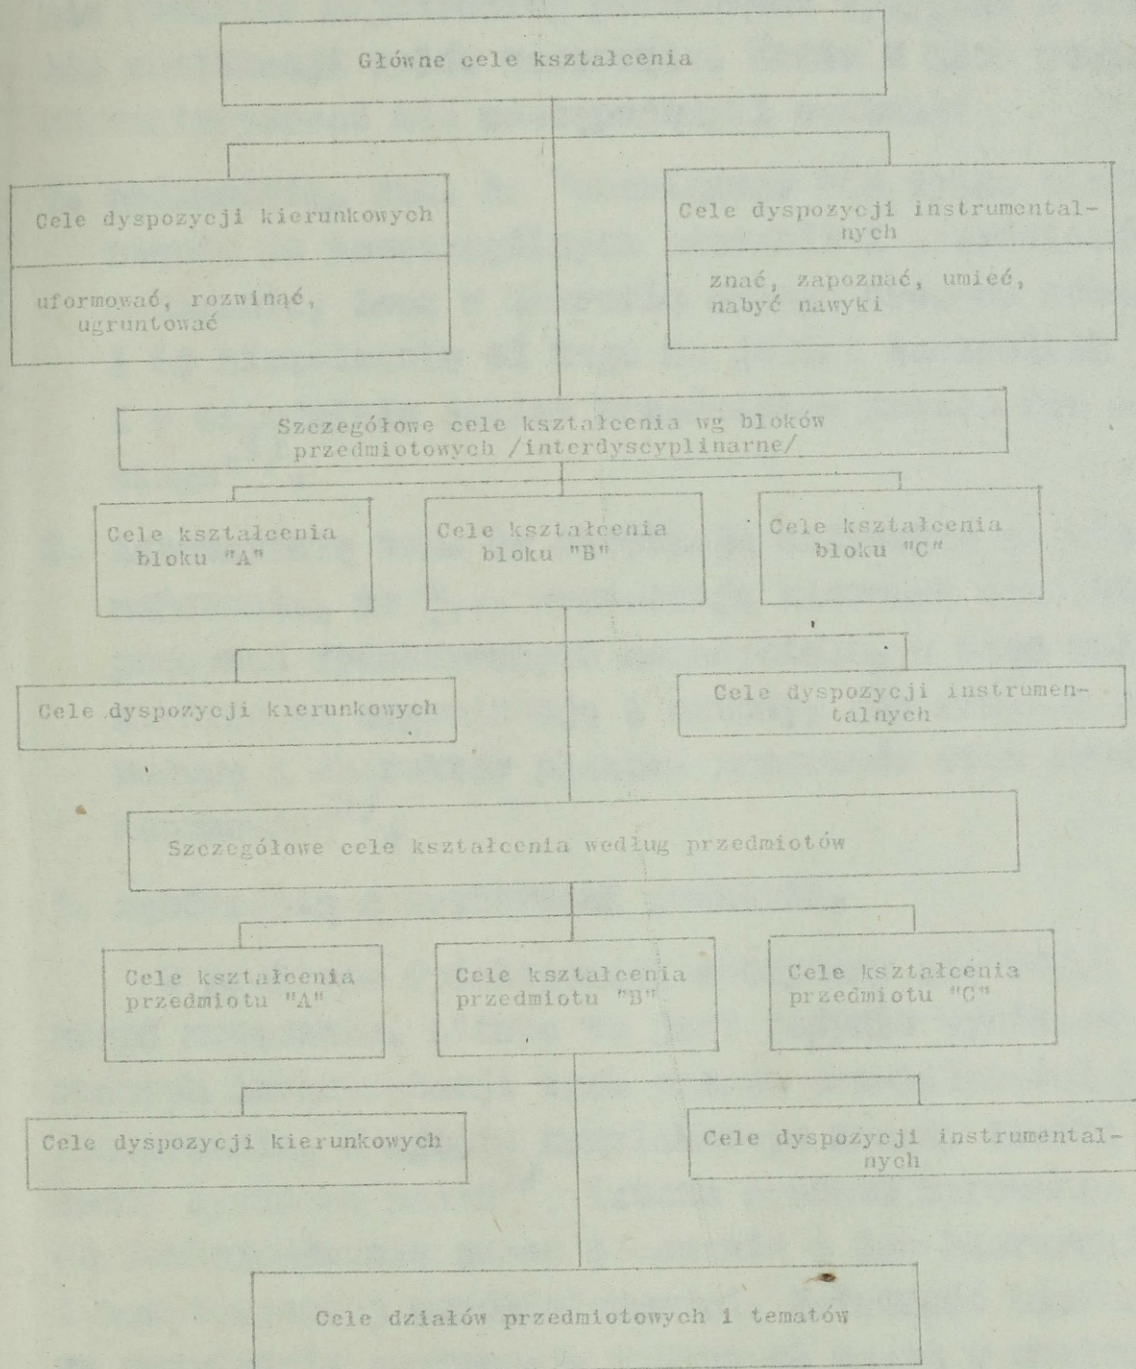 Główne cele kształcenia
Cele dyspozycji kierunkowych
uformować, rozwinąć,
ugruntować
Cele dyspozycji instrumental-
nych
znać, zapoznać, umieć,
nabyć nawyki
Szczegółowe cele kształcenia wg bloków
przedmiotowych /interdyscyplinarne/
Cele kształcenia
bloku "A"
Cele kształcenia
bloku "B"
Cele kształcenia
bloku "C"
Cele dyspozycji kierunkowych
Cele dyspozycji instrumen-
talnych
Szczegółowe cele kształcenia według przedmiotów
Cele kształcenia
przedmiotu "A"
Cele kształcenia
przedmiotu "B"
Cele kształcenia
przedmiotu "C"
Cele dyspozycji kierunkowych
Cele dyspozycji instrumental-
nych
Cele działów przedmiotowych i tematów